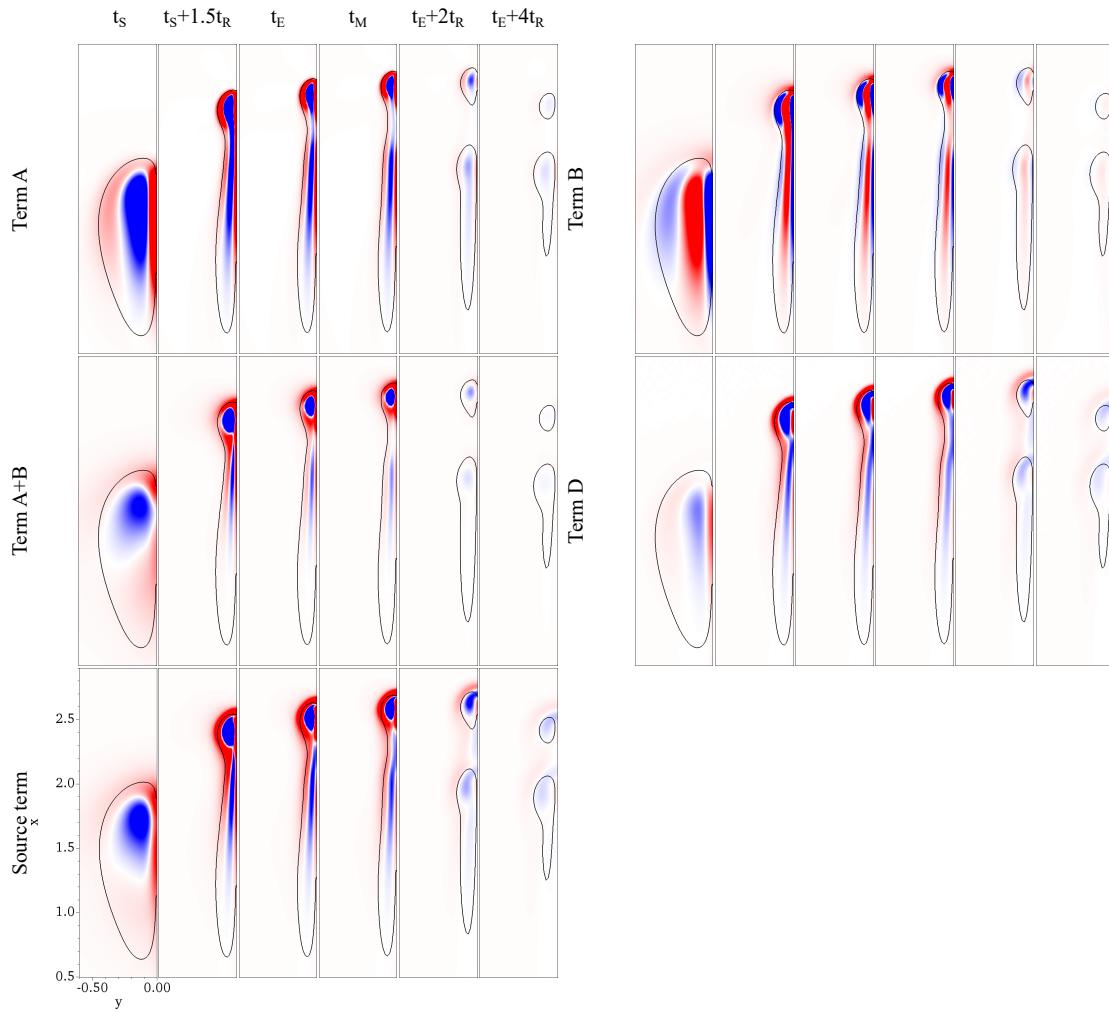 t_S t_S+1.5t_R t_E t_M t_E+2t_R t_E+4t_R
Term A
Term B
Term A+B
Term D
Source term
x
2.5
2.0
1.5
1.0
0.5
-0.50 0.00
y